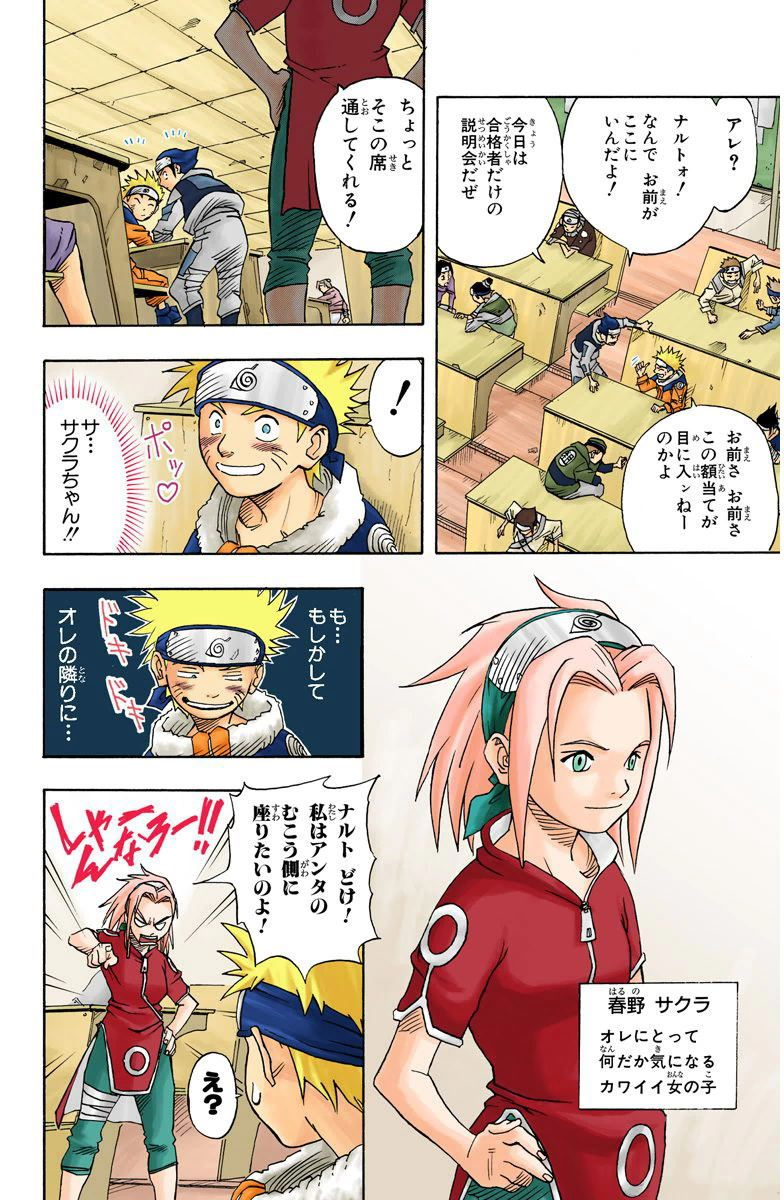 アレ？
ナルトォ！
なんで お前が
ここに
いんだよ！
今日は
合格者だけの
説明会だぜ
お前さ お前さ
この額当てが
目に入ンねー
のかよ
ちょっと
そこの席
通してくれる！
！
サ…
サクラちゃん!!
ポッ♡
春野 サクラ
オレにとって
何だか気になる
カワイイ女の子
も…
もしかして
オレの隣りに…
ドキ
ドキ
ナルト どけ！
私はアンタの
むこう側に
座りたいのよ！
しゃー
んなろー!!
え？